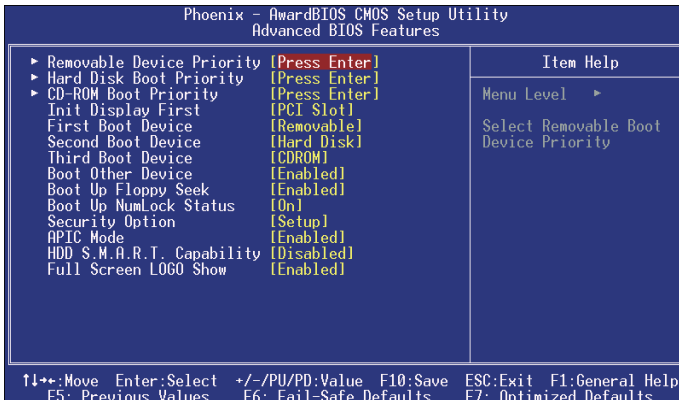 Phoenix - AwardBIOS CMOS Setup Utility
Advanced BIOS Features
► Removable Device Priority [Press Enter]
► Hard Disk Boot Priority [Press Enter]
► CD-ROM Boot Priority [Press Enter]
Init Display First [PCI Slot]
First Boot Device [Removable]
Second Boot Device [Hard Disk]
Third Boot Device [CDROM]
Boot Other Device [Enabled]
Boot Up Floppy Seek [Enabled]
Boot Up NumLock Status [On]
Security Option [Setup]
APIC Mode [Enabled]
HDD S.M.A.R.T. Capability [Disabled]
Full Screen LOGO Show [Enabled]
Item Help
Menu Level ►
Select Removable Boot
Device Priority
↑↓→←:Move Enter:Select +/-/PU/PD:Value F10:Save ESC:Exit F1:General Help
F5: Previous Values F6: Fail-Safe Defaults F7: Optimized Defaults